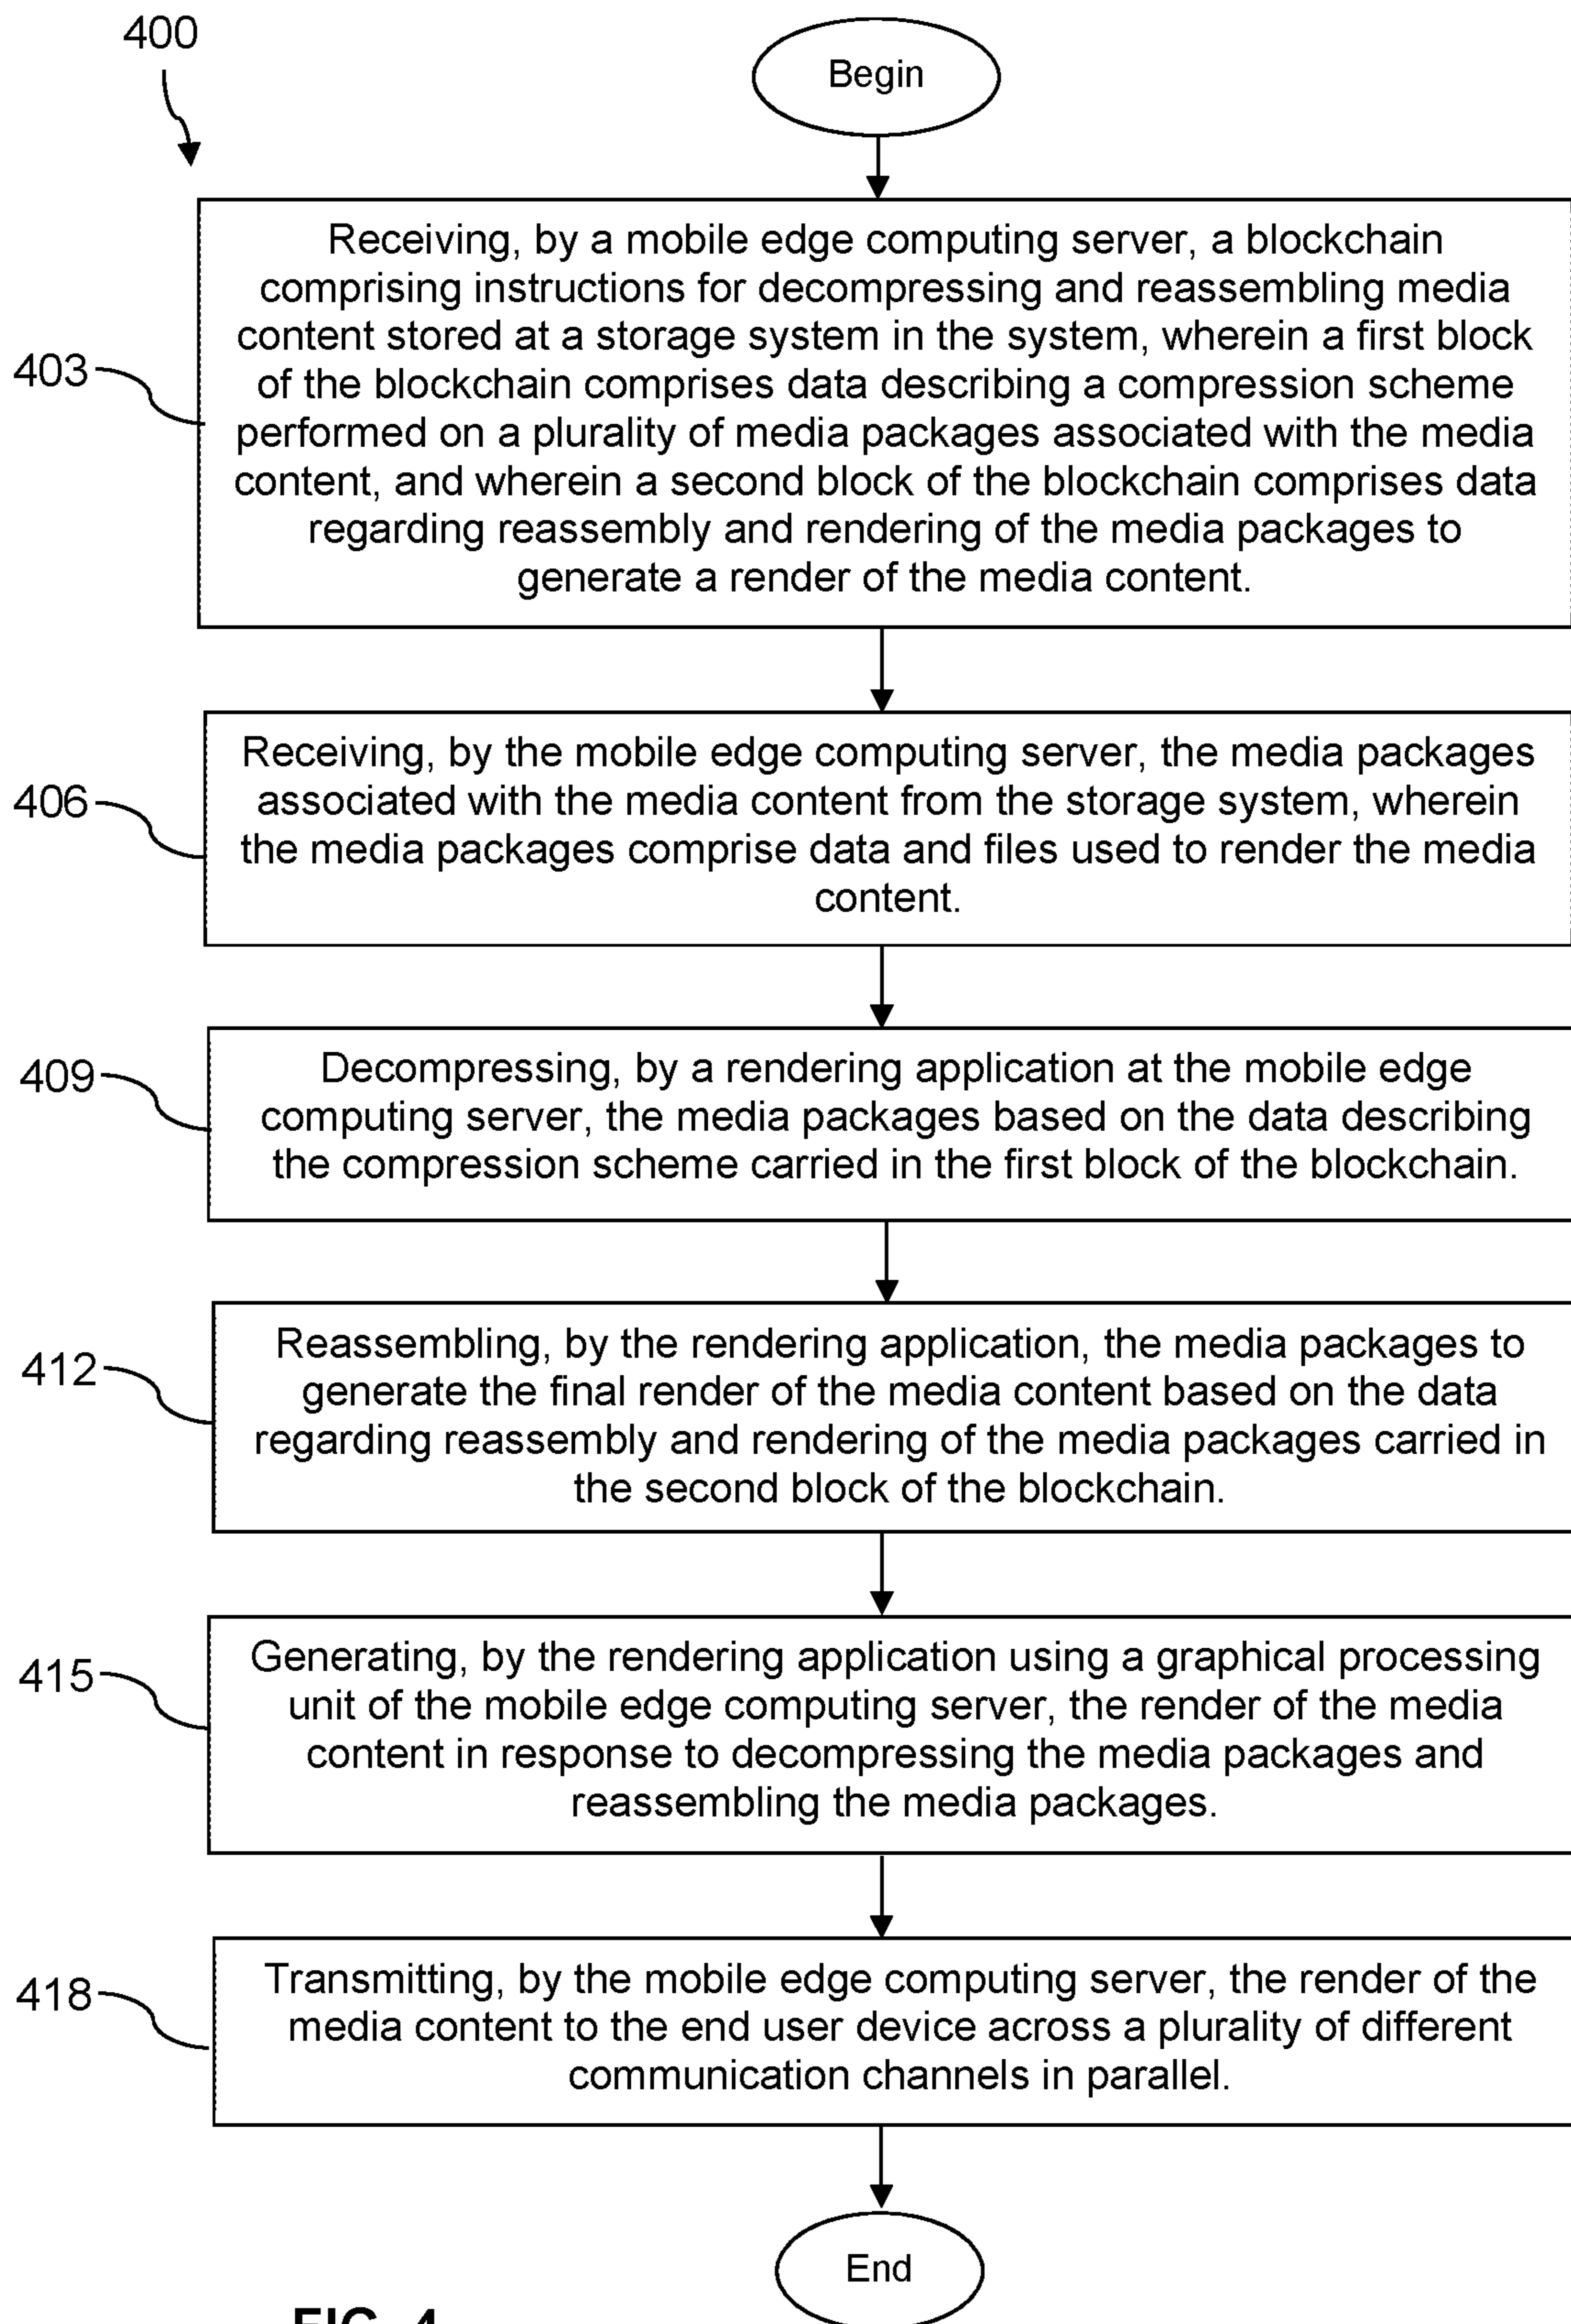 400
Begin
403
Receiving, by a mobile edge computing server, a blockchain
comprising instructions for decompressing and reassembling media
content stored at a storage system in the system, wherein a first block
of the blockchain comprises data describing a compression scheme
performed on a plurality of media packages associated with the media
content, and wherein a second block of the blockchain comprises data
regarding reassembly and rendering of the media packages to
generate a render of the media content.
406
Receiving, by the mobile edge computing server, the media packages
associated with the media content from the storage system, wherein
the media packages comprise data and files used to render the media
content.
409
Decompressing, by a rendering application at the mobile edge
computing server, the media packages based on the data describing
the compression scheme carried in the first block of the blockchain.
412
Reassembling, by the rendering application, the media packages to
generate the final render of the media content based on the data
regarding reassembly and rendering of the media packages carried in
the second block of the blockchain.
415
Generating, by the rendering application using a graphical processing
unit of the mobile edge computing server, the render of the media
content in response to decompressing the media packages and
reassembling the media packages.
418
Transmitting, by the mobile edge computing server, the render of the
media content to the end user device across a plurality of different
communication channels in parallel.
End
FIG. 4